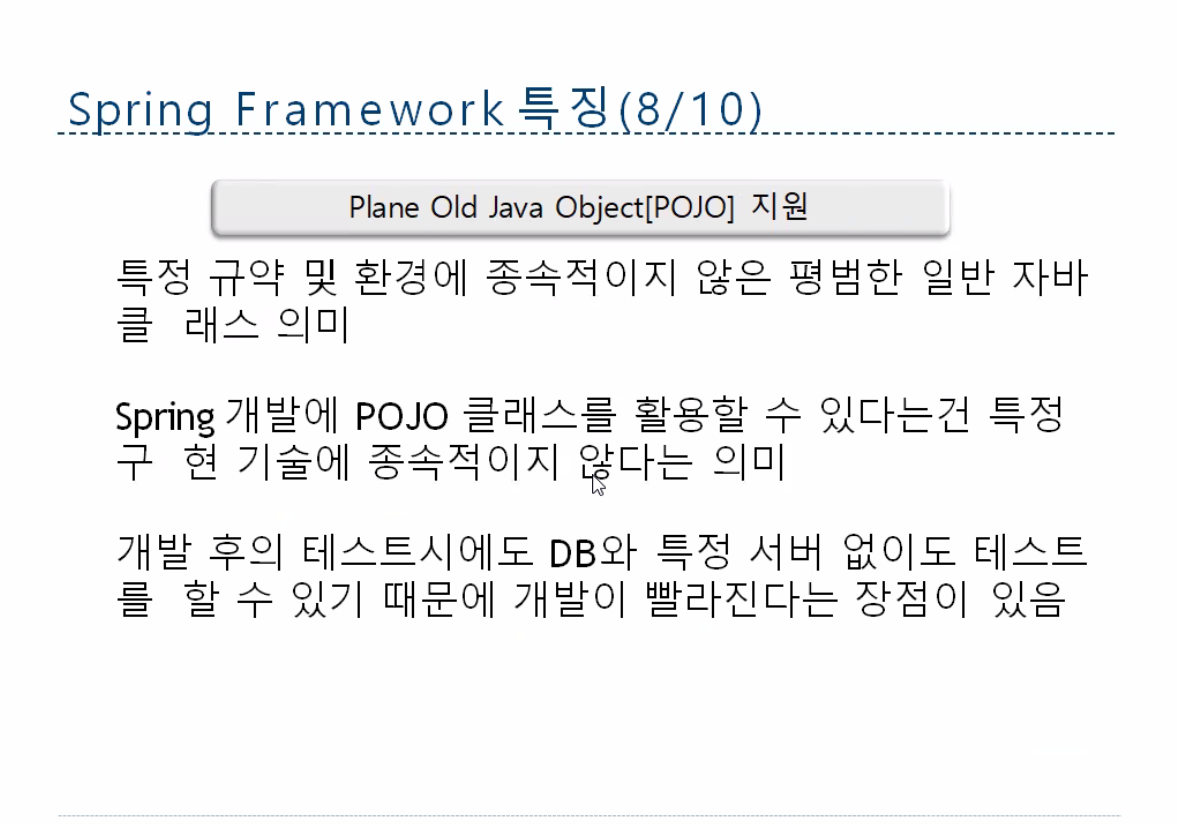 Spring Framework 특징(8/10)
Plane Old Java Object[POJO] 지원
특정 규약 및 환경에 종속적이지 않은 평범한 일반 자바
클 래스 의미
Spring 개발에 POJO 클래스를 활용할 수 있다는건 특정
구 현 기술에 종속적이지 않다는 의미
개발 후의 테스트시에도 DB와 특정 서버 없이도 테스트
를 할 수 있기 때문에 개발이 빨라진다는 장점이 있음